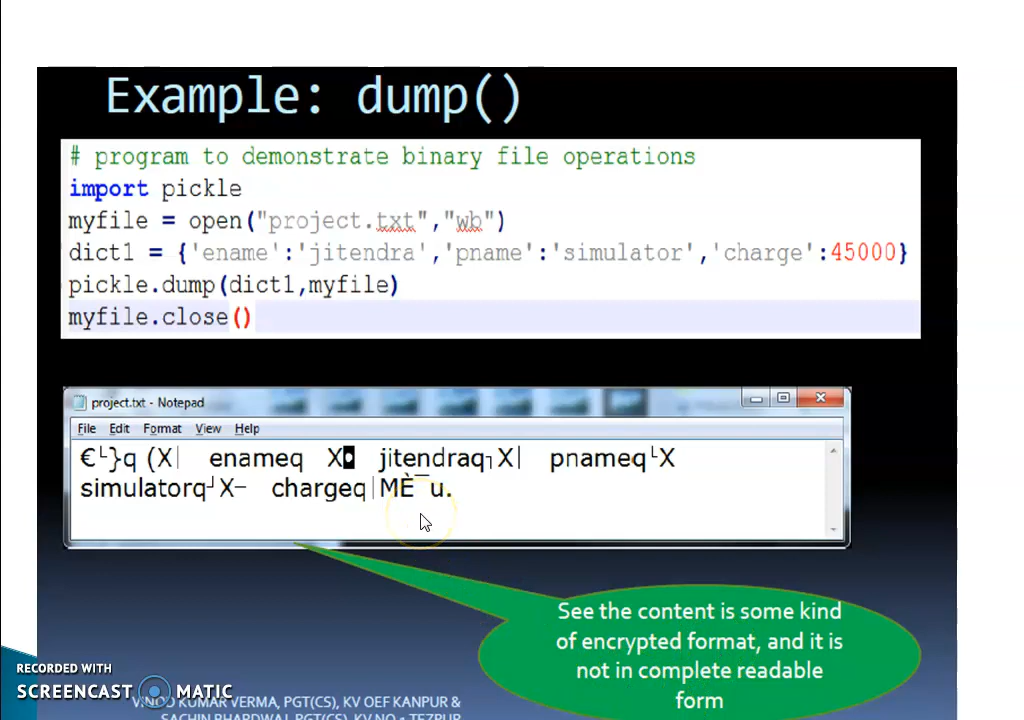 Example: dump()
# program to demonstrate binary file operations
import pickle
myfile = open("project.txt","wb")
dict1 = {'ename':'jitendra','pname':'simulator','charge':45000}
pickle.dump(dict1,myfile)
myfile.close()
project.txt - Notepad
File Edit Format View Help
€└}q (X| enameq X◘ jitendraq┐X| pnameq└X
simulatorq┘X– chargeq|MÈ¯u.
See the content is some kind
of encrypted format, and it is
not in complete readable
form
RECORDED WITH
SCREENCAST MATIC
VINOD KUMAR VERMA, PGT(CS), KV OEF KANPUR &
SACHIN BHARDWAJ, PGT(CS), KV NO.1 TEZPUR